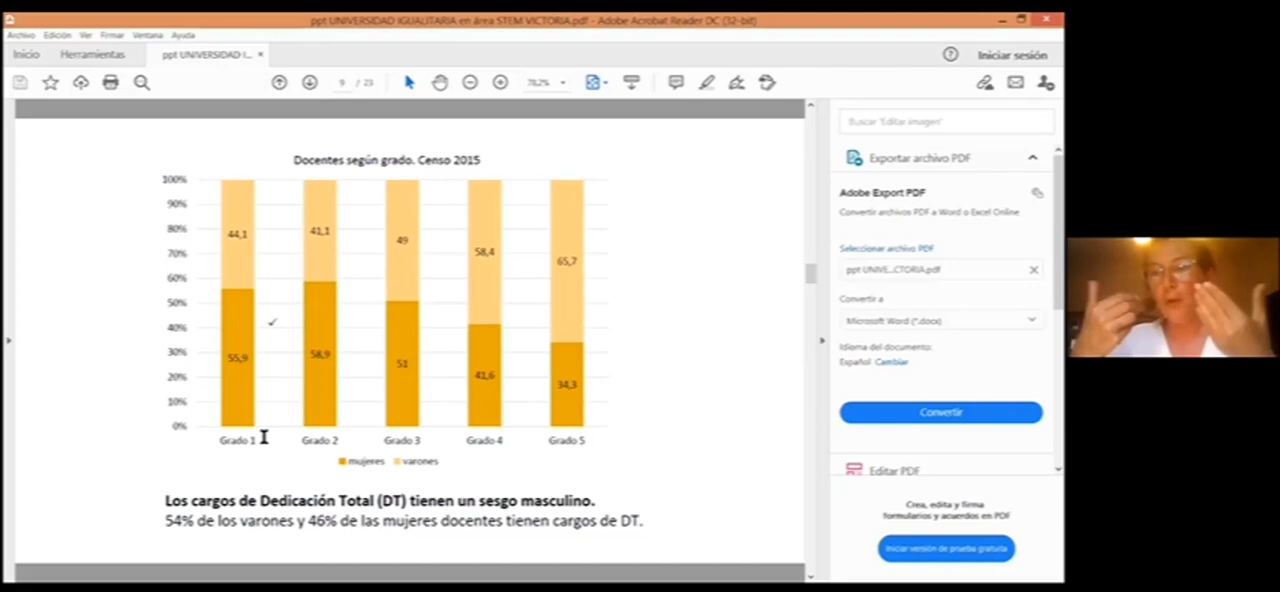 ppt UNIVERSIDAD IGUALITARIA en área STEM VICTORIA.pdf - Adobe Acrobat Reader DC (32-bit)
Archivo Edición Ver Firmar Ventana Ayuda
Inicio Herramientas ppt UNIVERSIDAD I... ×
Iniciar sesión
9 / 23 78,2%
Docentes según grado. Censo 2015
100%
90%
80%
70%
60%
50%
40%
30%
20%
10%
0%
44,1 41,1 49 58,4 65,7
55,9 58,9 51 41,6 34,3
Grado 1 Grado 2 Grado 3 Grado 4 Grado 5
mujeres varones
Los cargos de Dedicación Total (DT) tienen un sesgo masculino.
54% de los varones y 46% de las mujeres docentes tienen cargos de DT.
Buscar 'Editar imagen'
Exportar archivo PDF
Adobe Export PDF
Convertir archivos PDF a Word o Excel Online
Seleccionar archivo PDF
ppt UNIVE...CTORIA.pdf
Convertir a
Microsoft Word (*.docx)
Idioma del documento:
Español Cambiar
Convertir
Editar PDF
Crea, edita y firma
formularios y acuerdos en PDF
Iniciar versión de prueba gratuita